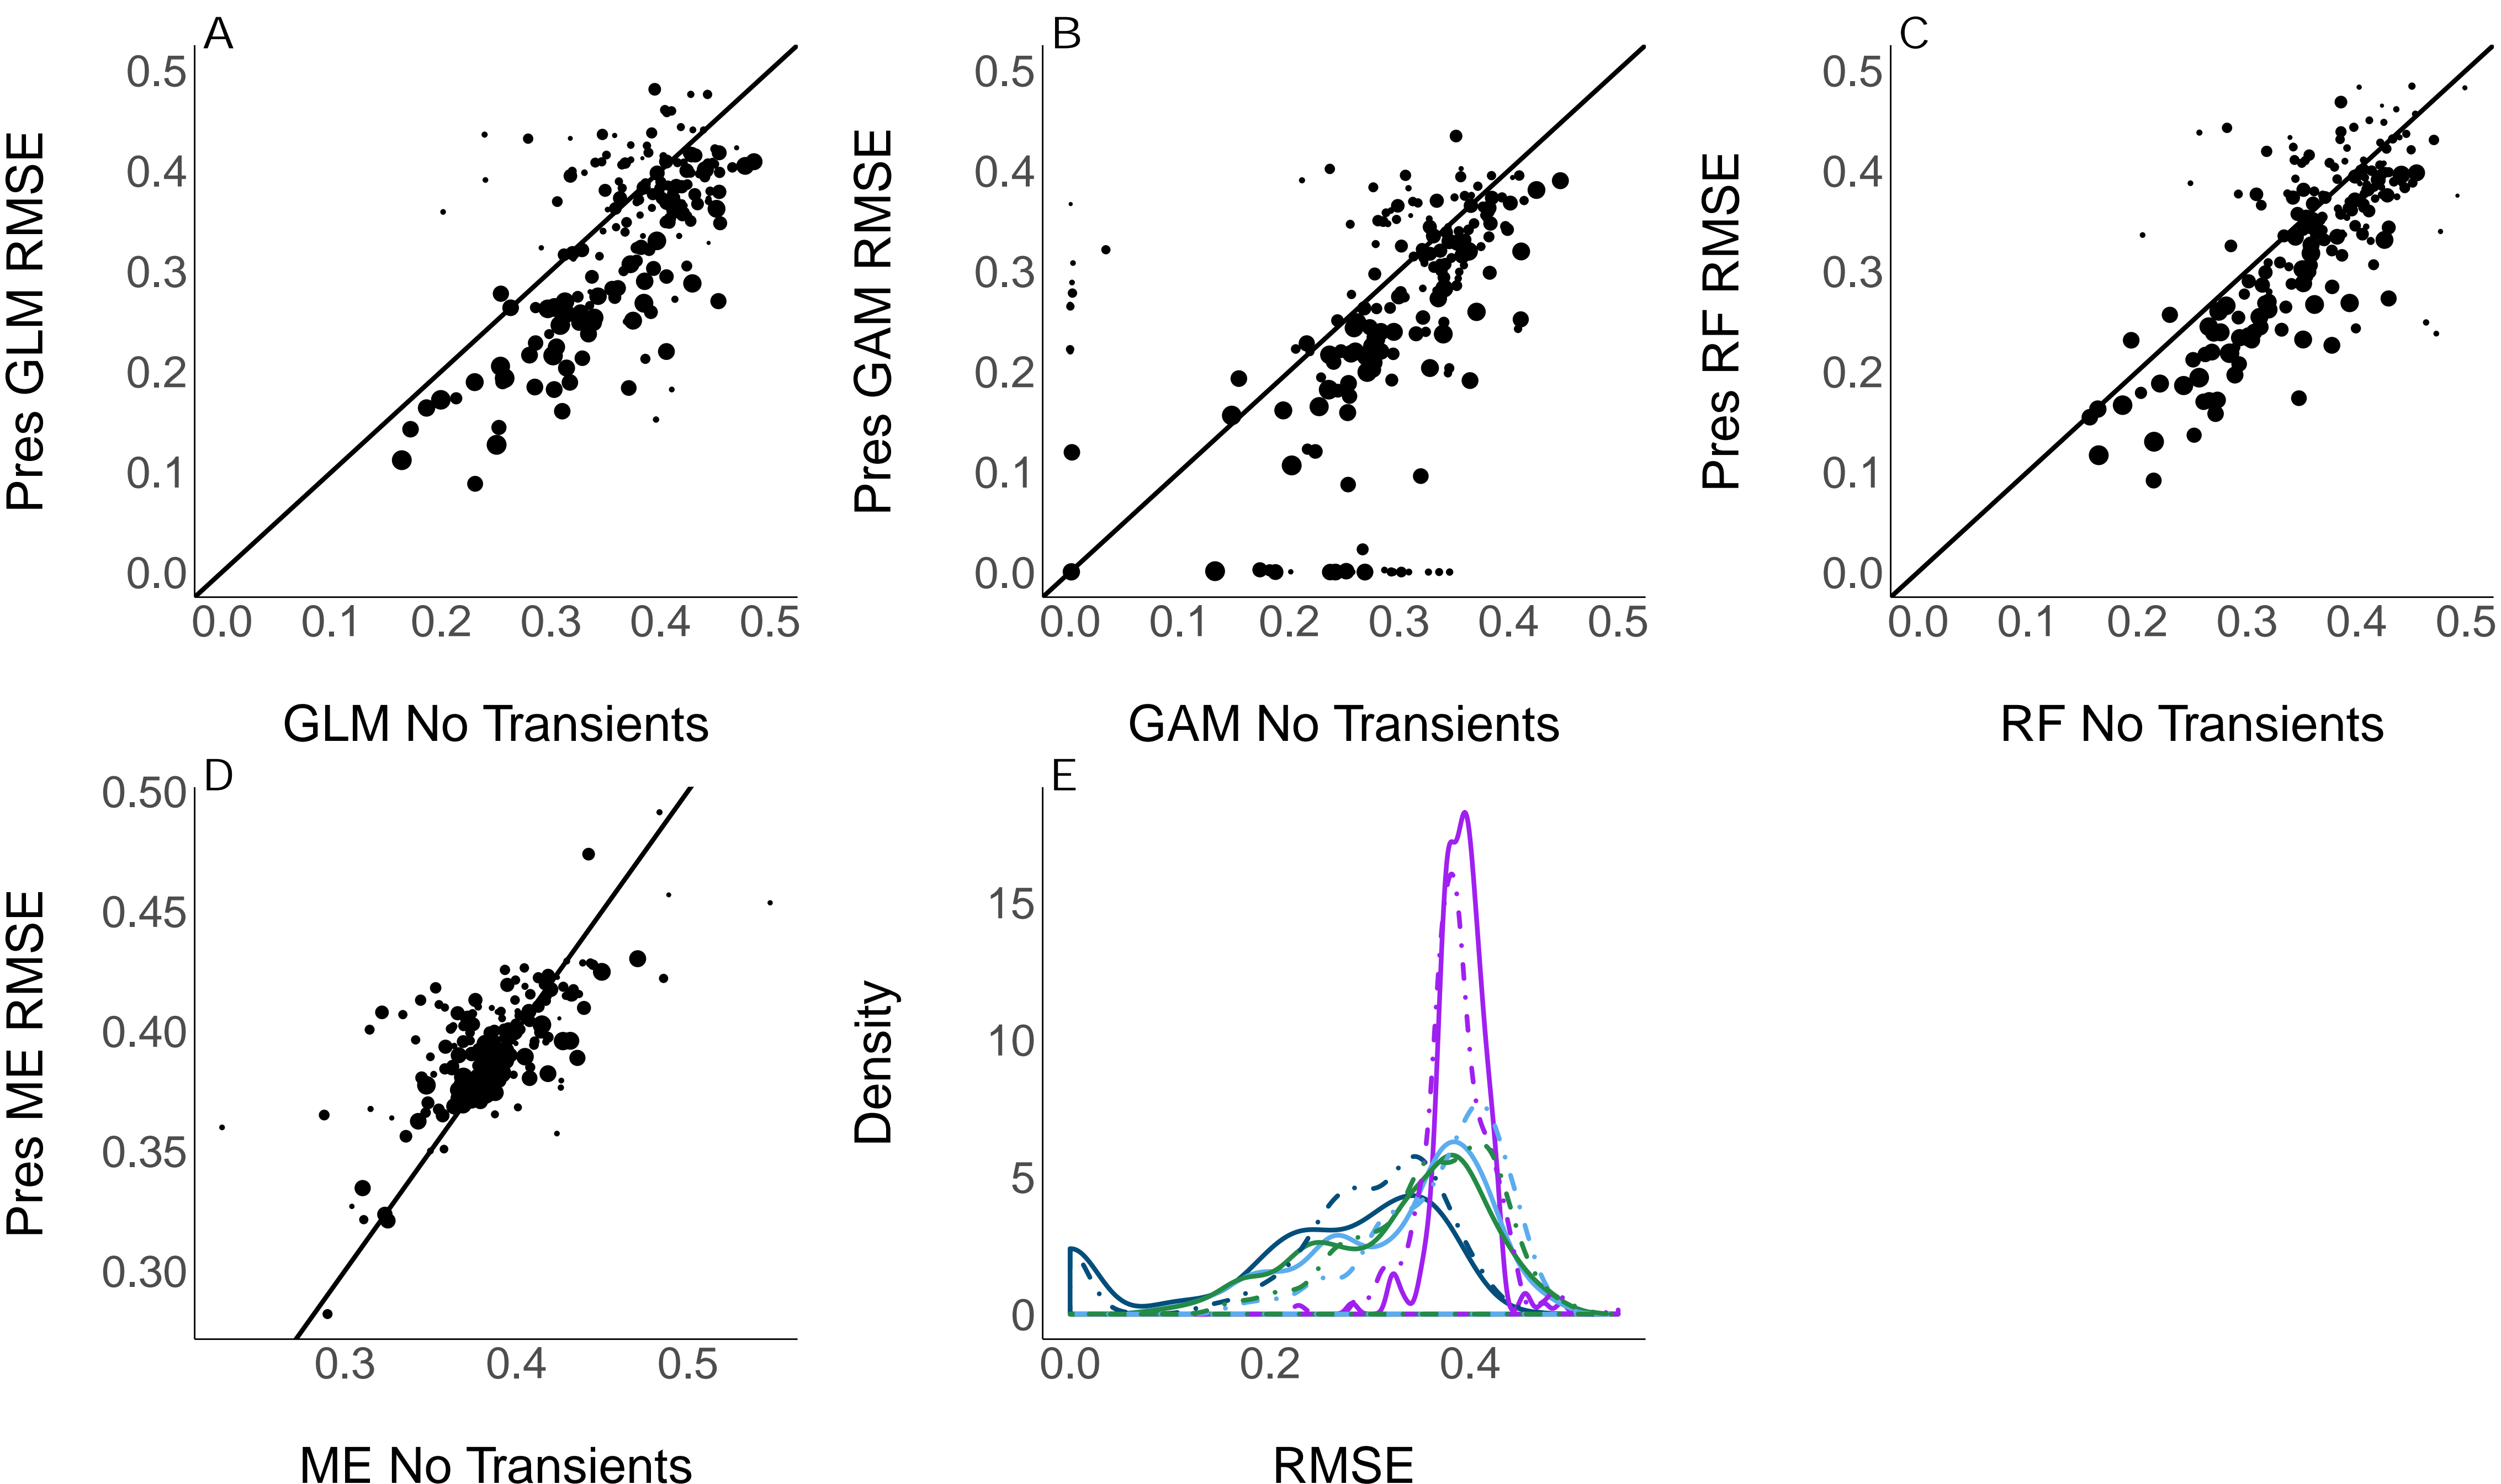 A
Pres GLM RMSE
0.5
0.4
0.3
0.2
0.1
0.0
0.0 0.1 0.2 0.3 0.4 0.5
GLM No Transients
B
Pres GAM RMSE
0.5
0.4
0.3
0.2
0.1
0.0
0.0 0.1 0.2 0.3 0.4 0.5
GAM No Transients
C
Pres RF RMSE
0.5
0.4
0.3
0.2
0.1
0.0
0.0 0.1 0.2 0.3 0.4 0.5
RF No Transients
D
Pres ME RMSE
0.50
0.45
0.40
0.35
0.30
0.3 0.4 0.5
ME No Transients
E
Density
15
10
5
0
0.0 0.2 0.4
RMSE